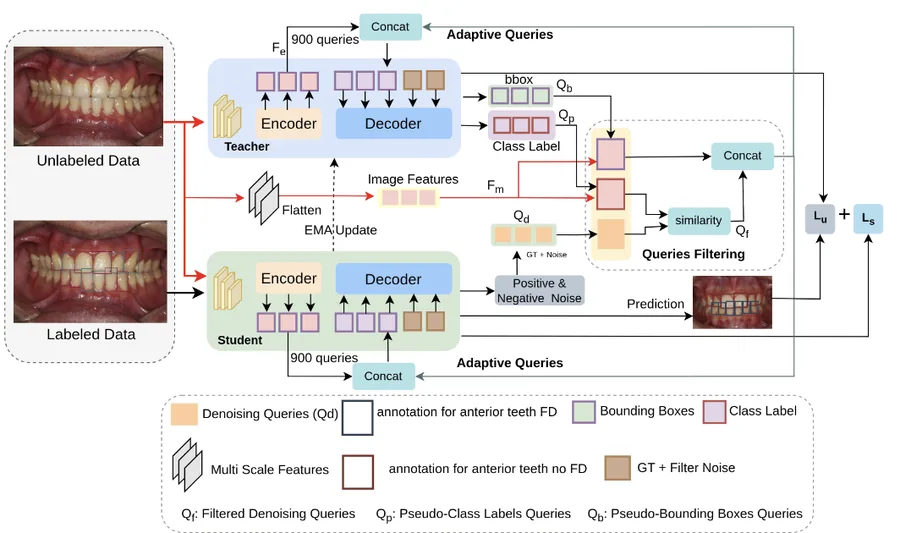 Concat
Adaptive Queries
900 queries
Fe
bbox
Qb
Qp
Encoder
Decoder
Class Label
Teacher
Unlabeled Data
Concat
Image Features
Fm
Flatten
similarity
Lu + Ls
Qf
Qd
EMA Update
GT + Noise
Queries Filtering
Encoder
Decoder
Positive &
Negative Noise
Prediction
Labeled Data
Student
900 queries
Adaptive Queries
Concat
Denoising Queries (Qd)
annotation for anterior teeth FD
Bounding Boxes
Class Label
Multi Scale Features
annotation for anterior teeth no FD
GT + Filter Noise
Qf: Filtered Denoising Queries
Qp: Pseudo-Class Labels Queries
Qb: Pseudo-Bounding Boxes Queries